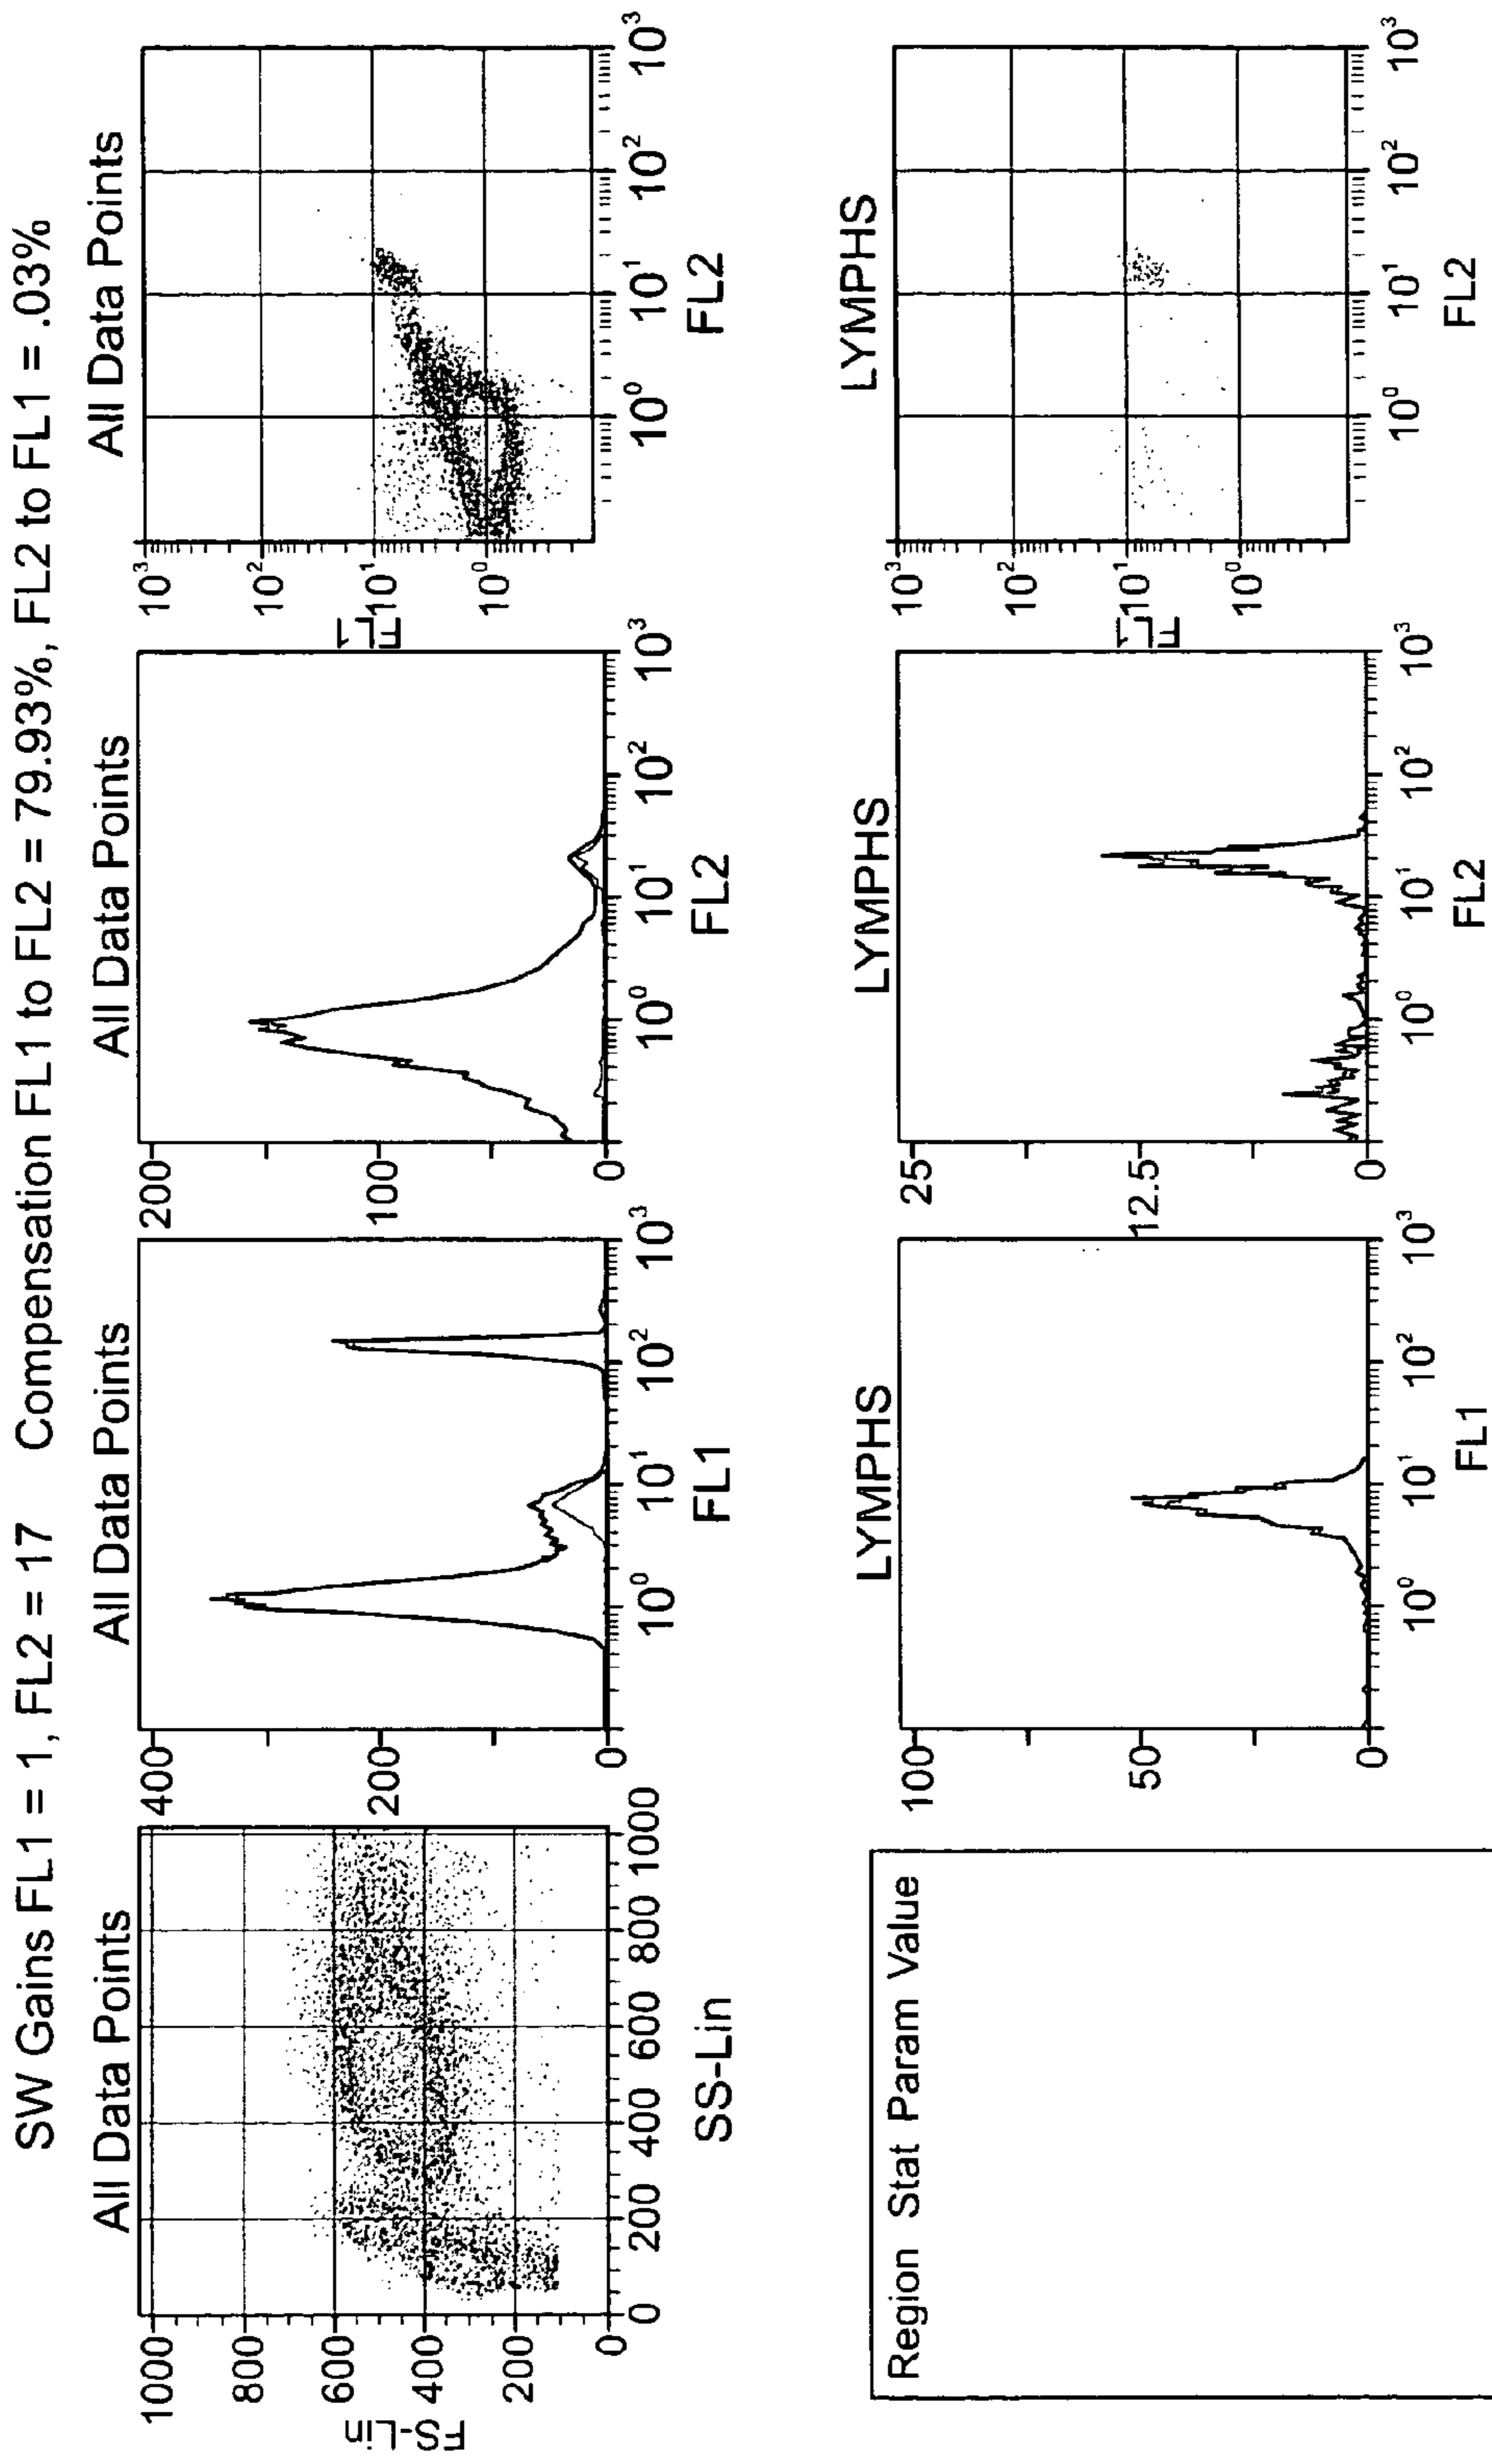 SW Gains FL1 = 1, FL2 = 17 Compensation FL1 to FL2 = 79.93%, FL2 to FL1 = .03%
All Data Points
1000
800
600
400
200
0
FS-Lin
0 200 400 600 800 1000
SS-Lin
All Data Points
400
200
0
10⁰ 10¹ 10² 10³
FL1
All Data Points
200
100
0
10⁰ 10¹ 10² 10³
FL2
All Data Points
10³
10²
10¹
10⁰
FL1
10⁰ 10¹ 10² 10³
FL2
Region Stat Param Value
LYMPHS
100
50
0
10⁰ 10¹ 10² 10³
FL1
LYMPHS
25
12.5
0
10⁰ 10¹ 10² 10³
FL2
LYMPHS
10³
10²
10¹
10⁰
FL1
10⁰ 10¹ 10² 10³
FL2